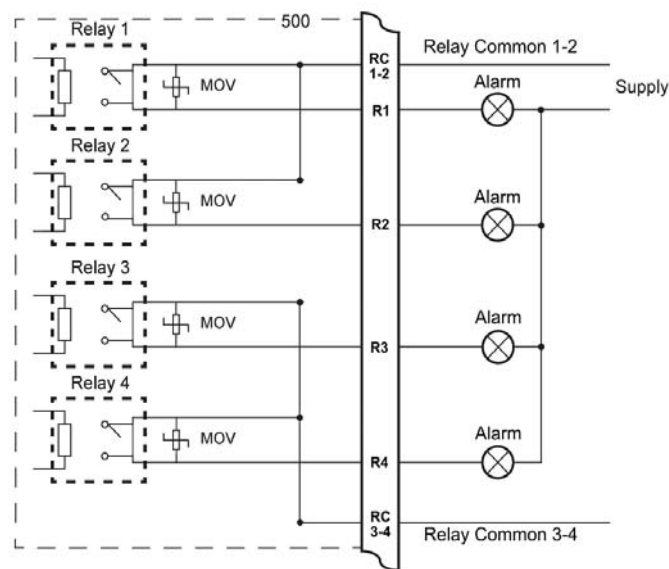 Relay 1
500
RC
1-2
Relay Common 1-2
MOV
Alarm
Supply
R1
Relay 2
MOV
Alarm
R2
Relay 3
MOV
Alarm
R3
Relay 4
MOV
Alarm
R4
RC
3-4
Relay Common 3-4